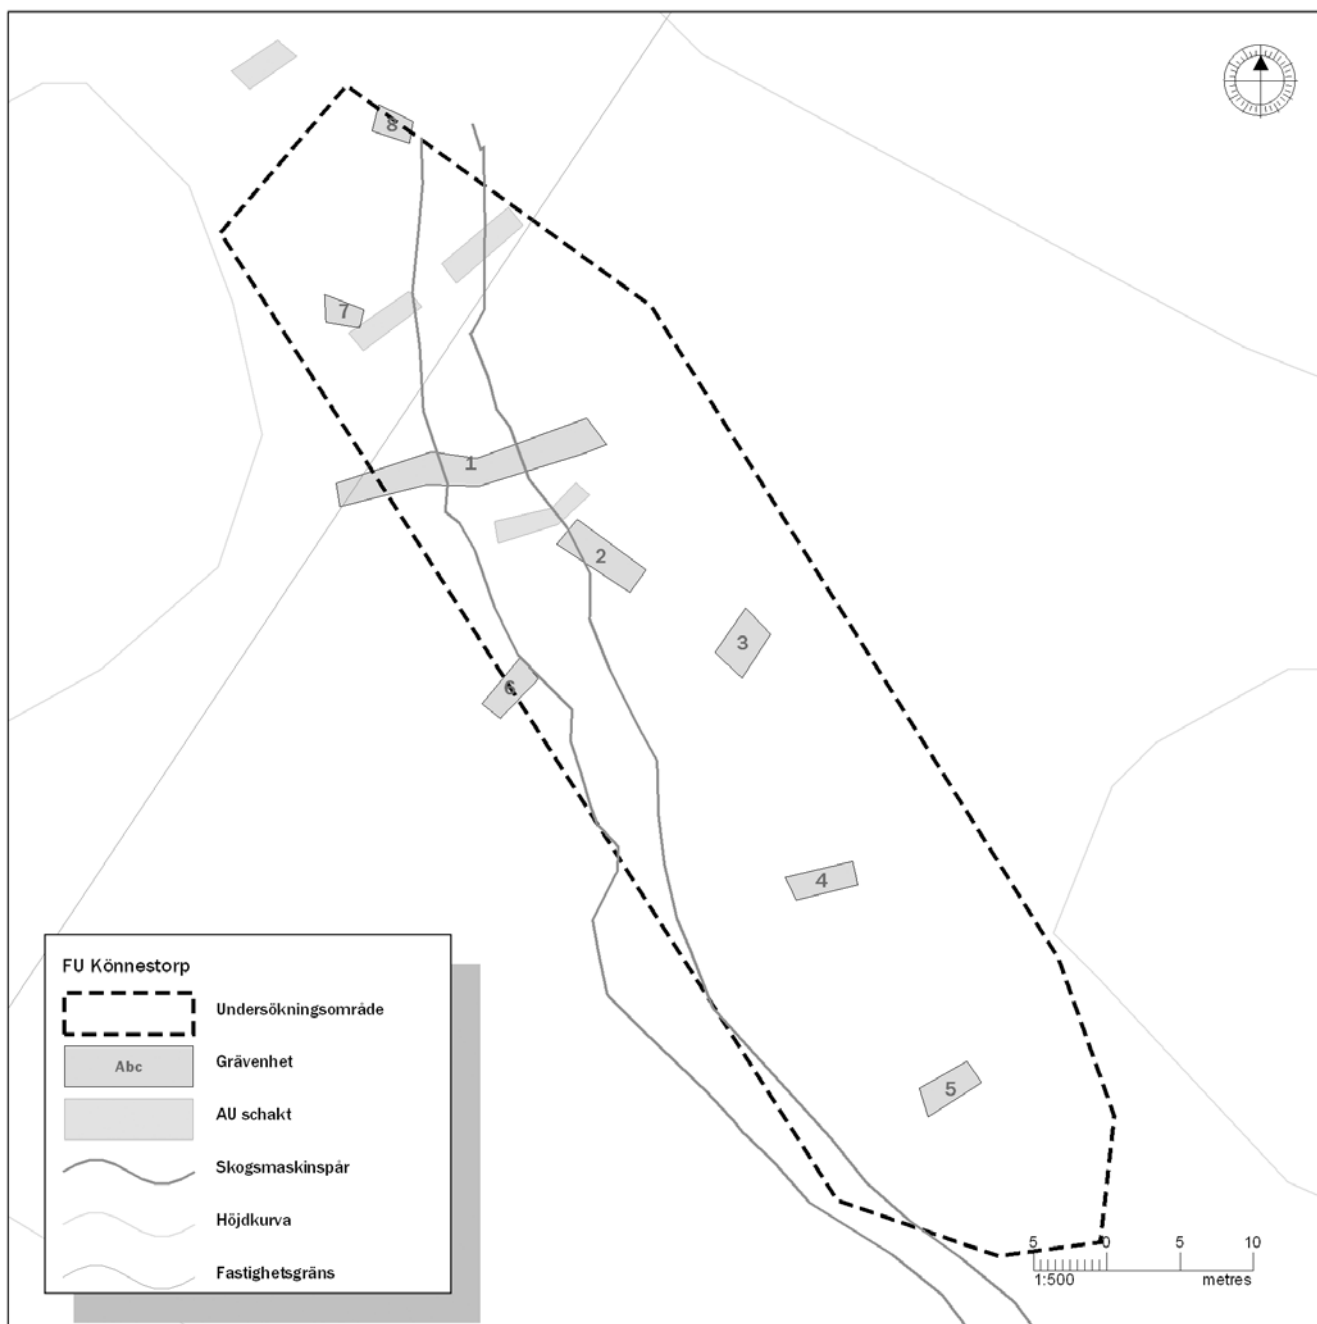 8
7
1
2
3
6
4
5
FU Könnestorp
Undersökningsområde
Abc Grävenhet
AU schakt
Skogsmaskinspår
Höjdkurva
Fastighetsgräns
5 0 5 10
1:500 metres